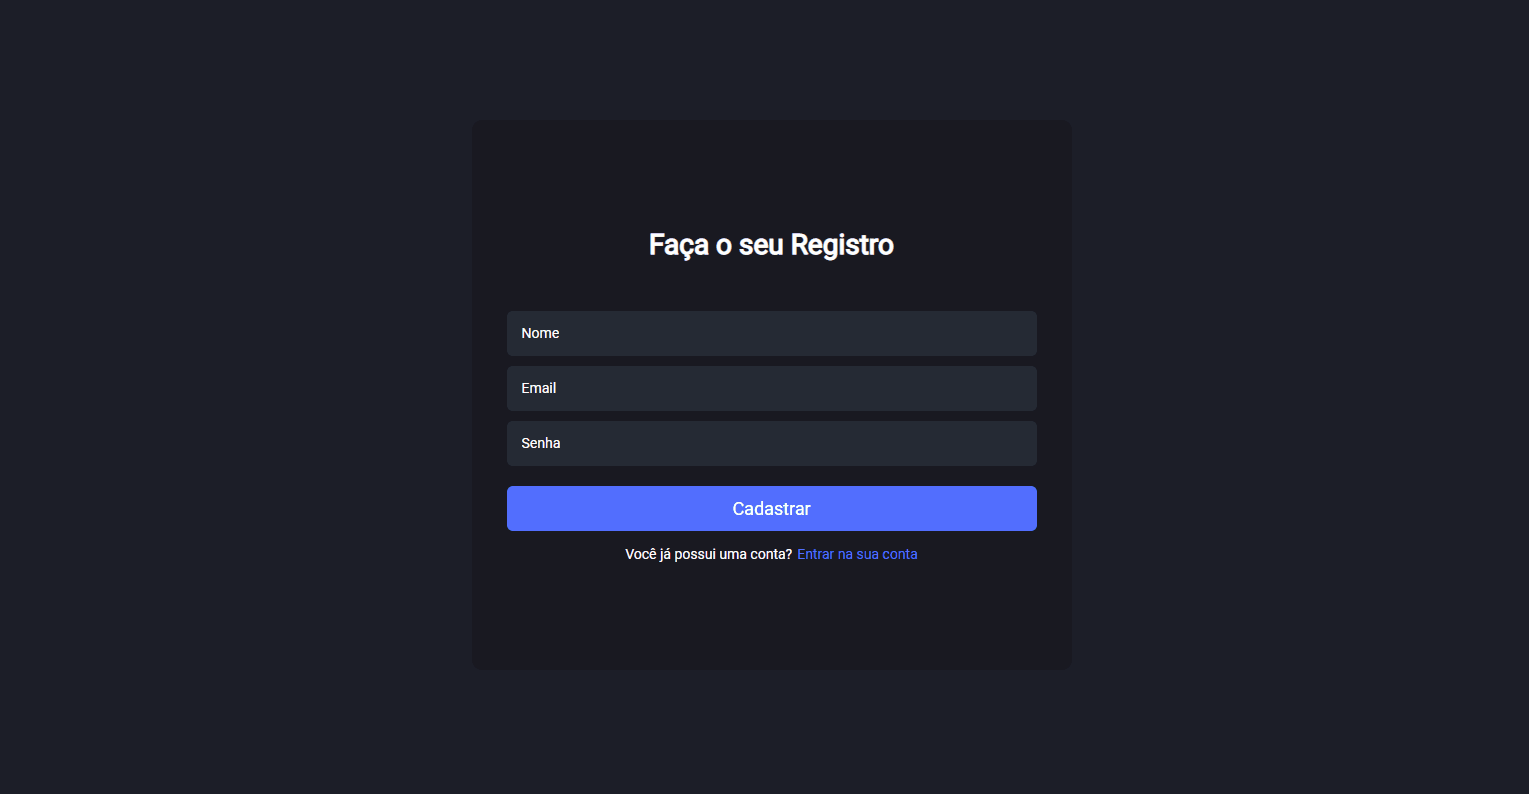 Faça o seu Registro
Nome
Email
Senha
Cadastrar
Você já possui uma conta? Entrar na sua conta